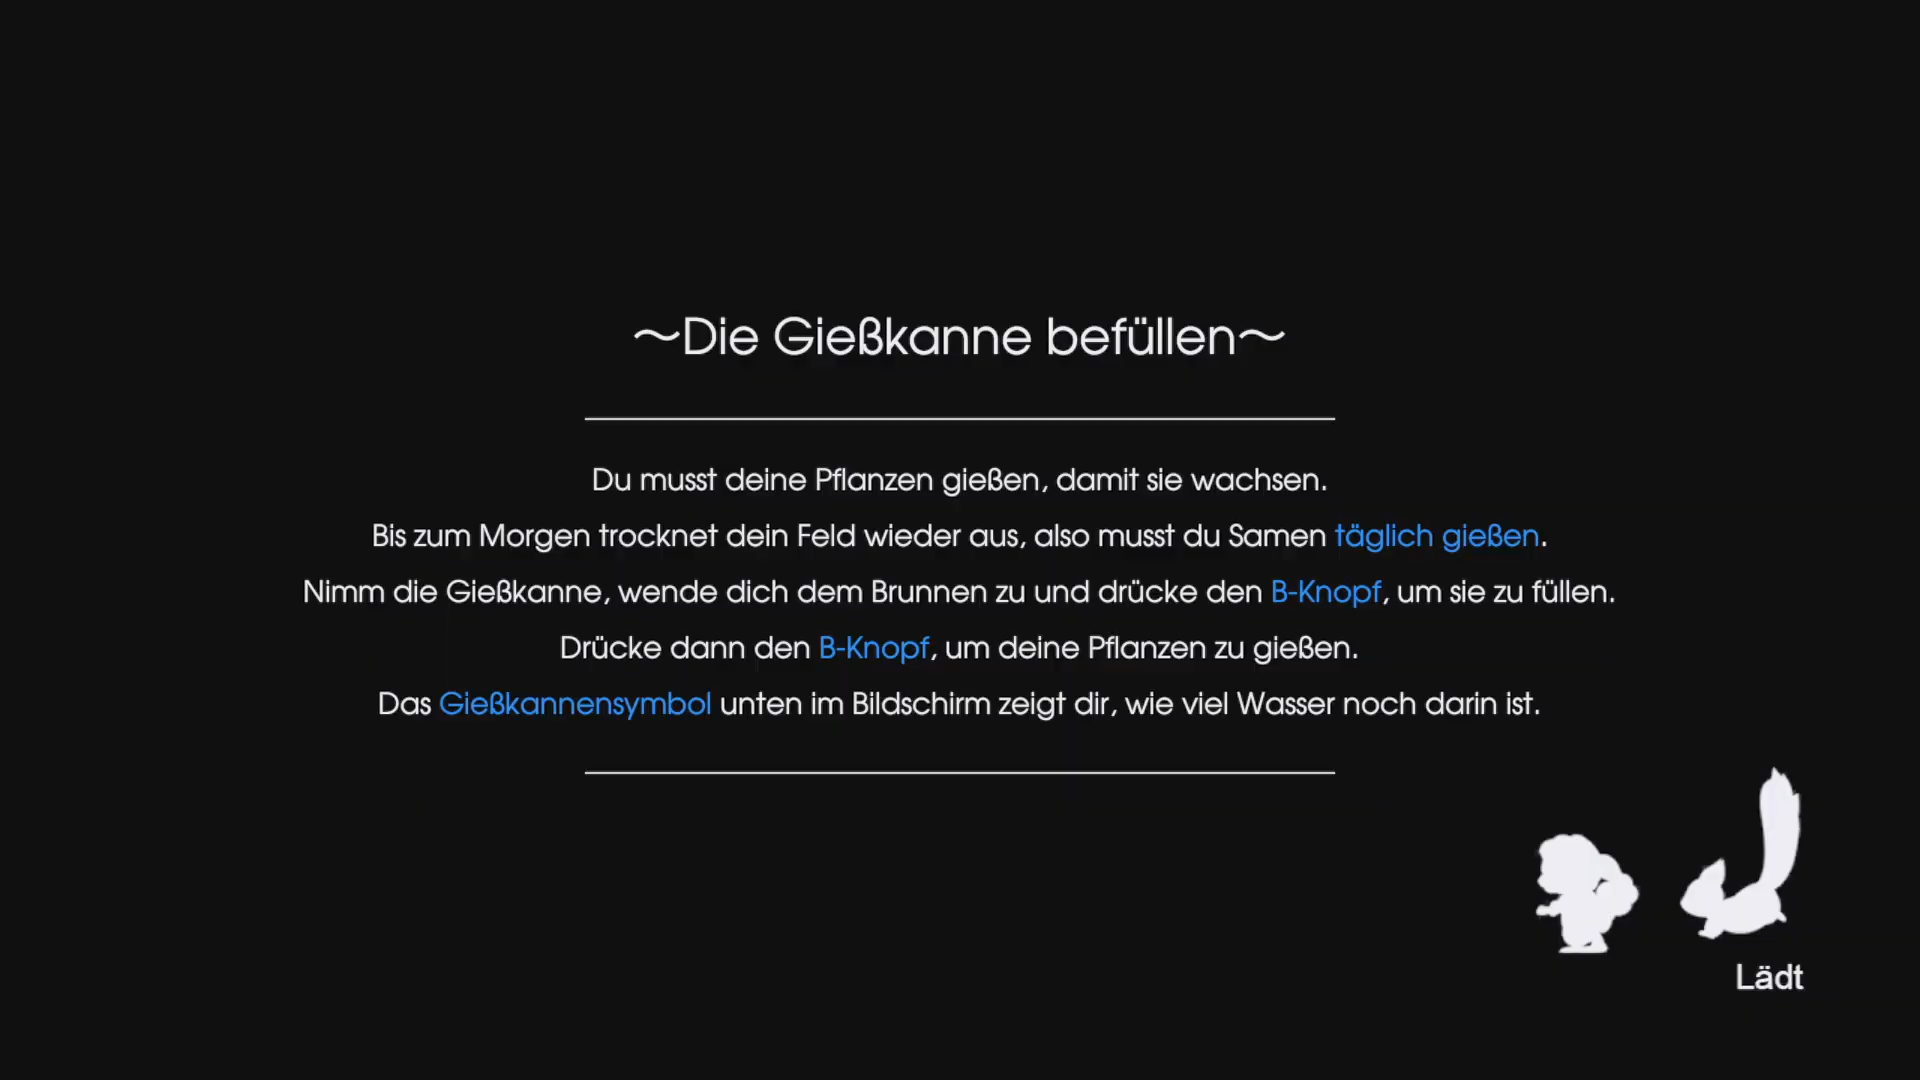 ～Die Gießkanne befüllen～
Du musst deine Pflanzen gießen, damit sie wachsen.
Bis zum Morgen trocknet dein Feld wieder aus, also musst du Samen täglich gießen.
Nimm die Gießkanne, wende dich dem Brunnen zu und drücke den B-Knopf, um sie zu füllen.
Drücke dann den B-Knopf, um deine Pflanzen zu gießen.
Das Gießkannensymbol unten im Bildschirm zeigt dir, wie viel Wasser noch darin ist.
Lädt